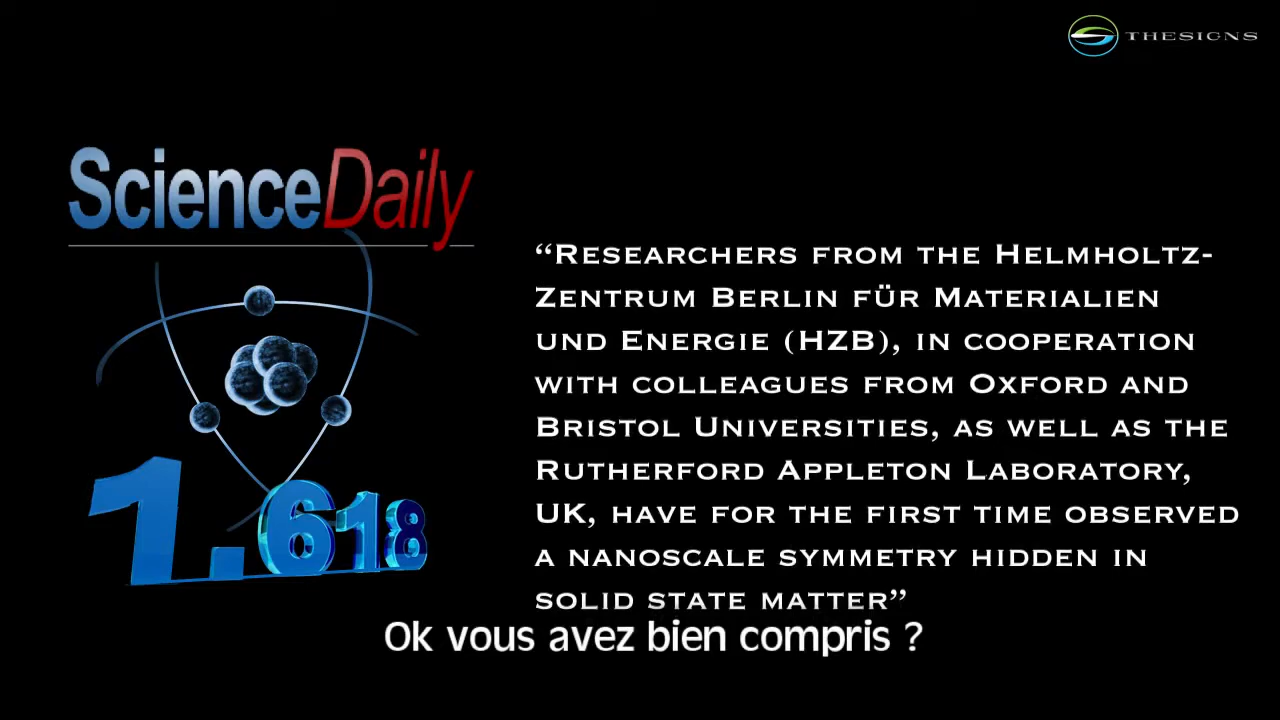 THESIGNS
ScienceDaily
1.618
“RESEARCHERS FROM THE HELMHOLTZ-
ZENTRUM BERLIN FÜR MATERIALIEN
UND ENERGIE (HZB), IN COOPERATION
WITH COLLEAGUES FROM OXFORD AND
BRISTOL UNIVERSITIES, AS WELL AS THE
RUTHERFORD APPLETON LABORATORY,
UK, HAVE FOR THE FIRST TIME OBSERVED
A NANOSCALE SYMMETRY HIDDEN IN
SOLID STATE MATTER”
Ok vous avez bien compris ?